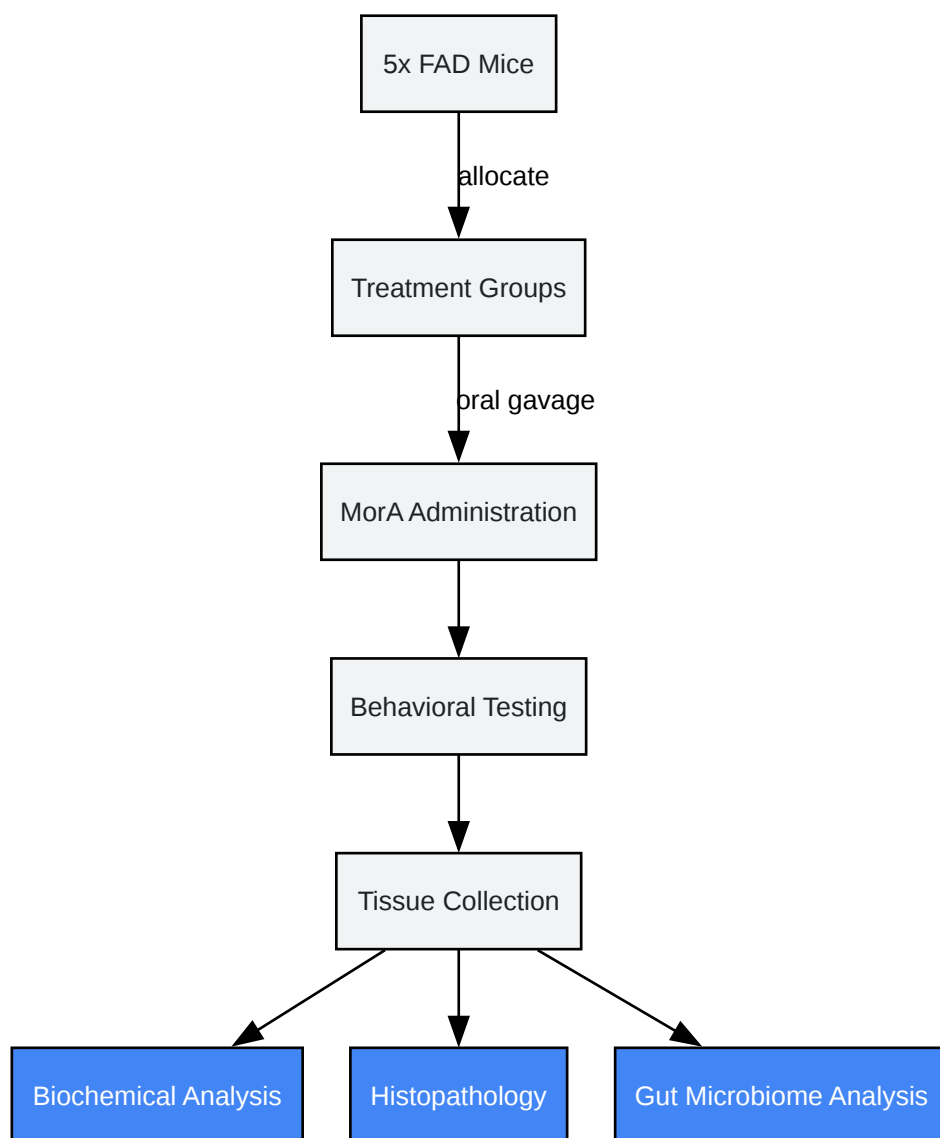 5x FAD Mice
allocate
Treatment Groups
oral gavage
MorA Administration
Behavioral Testing
Tissue Collection
Biochemical Analysis
Histopathology
Gut Microbiome Analysis